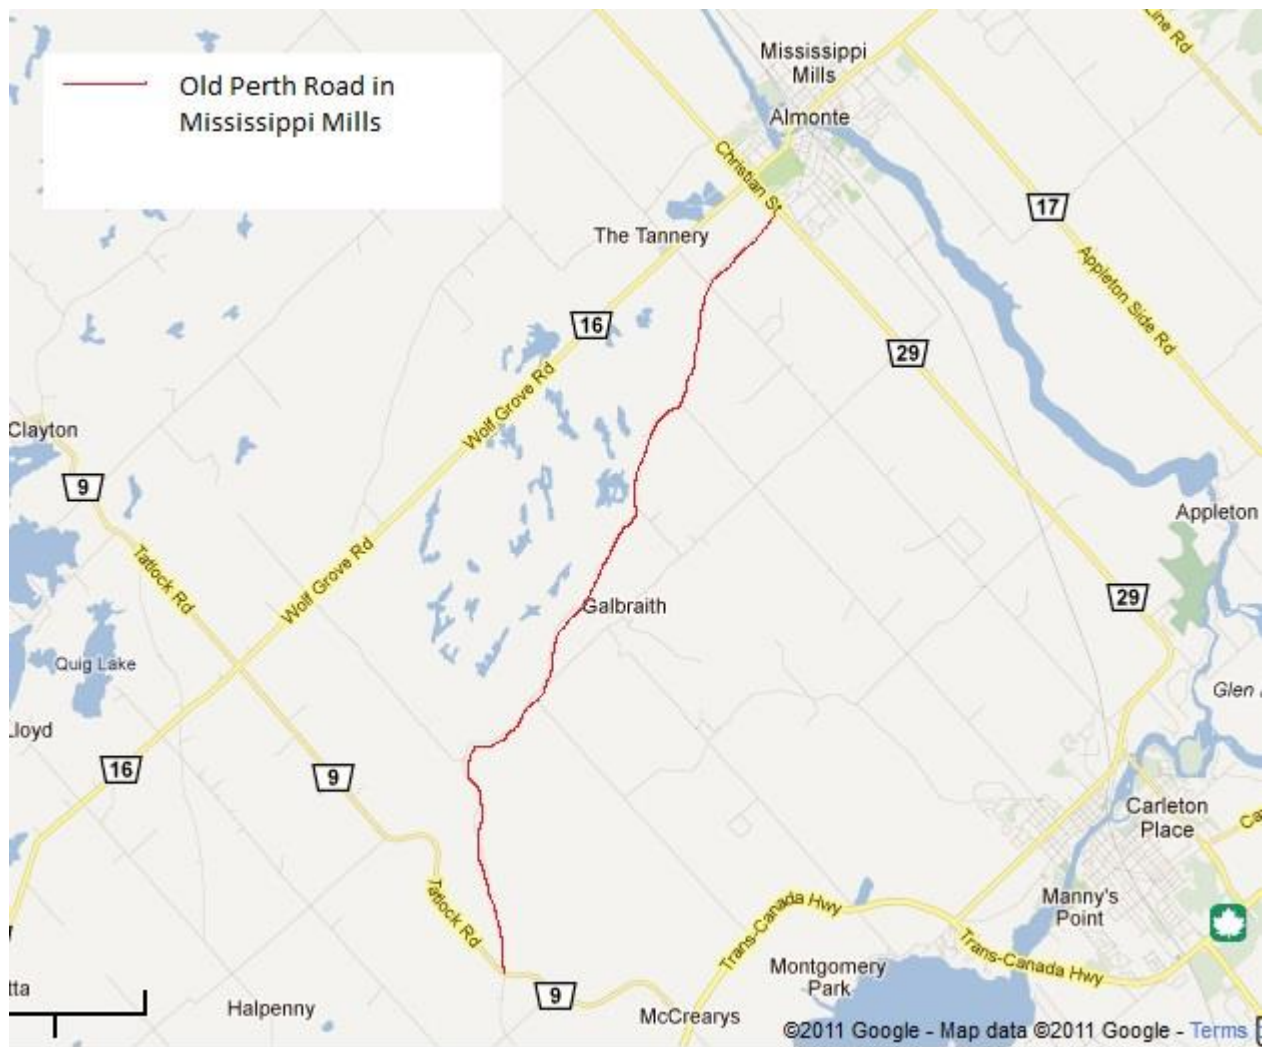 Old Perth Road in
Mississippi Mills
Mississippi
Mills
Almonte
Line Rd
Christian St
17
The Tannery
Appleton Side Rd
16
29
Wolf Grove Rd
Clayton
9
Appleton
Tatlock Rd
Wolf Grove Rd
Galbraith
29
Quig Lake
Glen
Lloyd
16
9
Carleton
Place
Tatlock Rd
Manny's
Point
Trans-Canada Hwy
Trans-Canada Hwy
Montgomery
Park
9
Halpenny
McCrearys
©2011 Google - Map data ©2011 Google - Terms